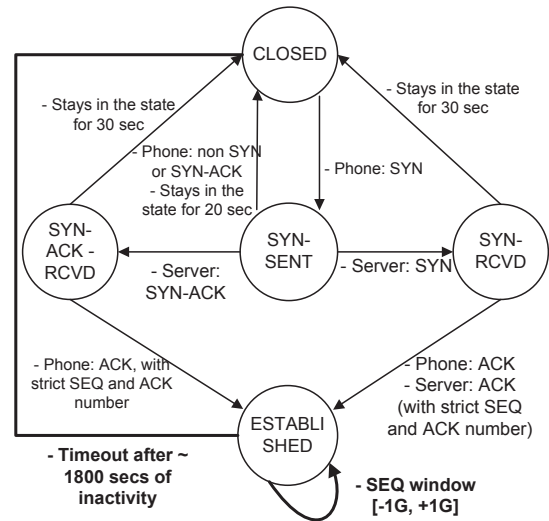 CLOSED
- Stays in the state
for 30 sec
- Stays in the state
for 30 sec
- Phone: non SYN
or SYN-ACK
- Stays in the
state for 20 sec
- Phone: SYN
SYN-
ACK -
RCVD
SYN-
SENT
SYN-
RCVD
- Server:
SYN-ACK
- Server: SYN
- Phone: ACK, with
strict SEQ and ACK
number
- Phone: ACK
- Server: ACK
(with strict SEQ
and ACK number)
ESTABLI
SHED
- Timeout after ~
1800 secs of
inactivity
- SEQ window
[-1G, +1G]